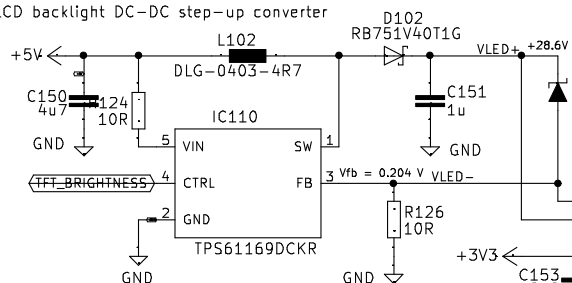 LCD backlight DC-DC step-up converter
D102
RB751V40T1G
L102
+5V
VLED+
+28.6V
DLG-0403-4R7
C150
4u7
R124
10R
IC110
C151
1u
GND
5
VIN
SW
1
GND
TFT_BRIGHTNESS
4
CTRL
FB
3
Vfb = 0.204 V
VLED-
2
GND
R126
10R
TPS61169DCKR
+3V3
GND
GND
C153